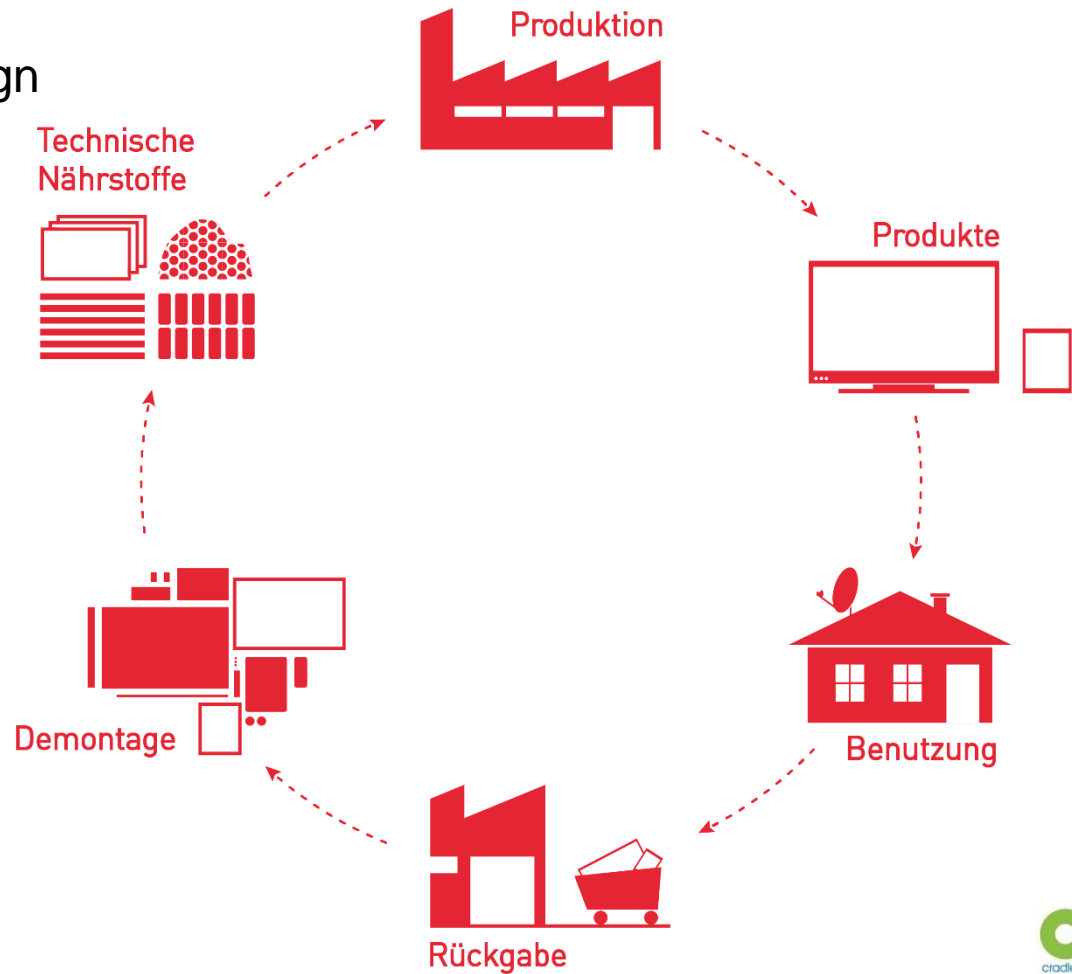 gn
Produktion
Technische
Nährstoffe
Produkte
Demontage
Benutzung
Rückgabe
cradle